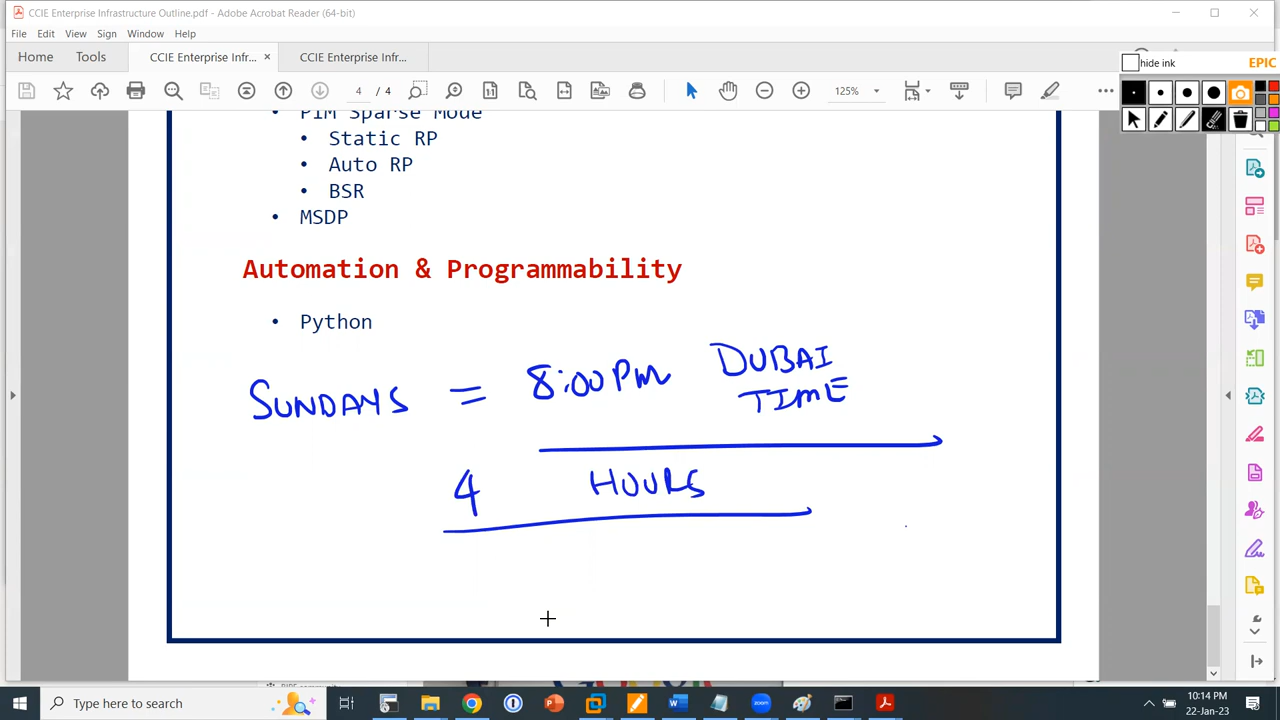 CCIE Enterprise Infrastructure Outline.pdf - Adobe Acrobat Reader (64-bit)
File Edit View Sign Window Help
Home Tools CCIE Enterprise Infr... × CCIE Enterprise Infr...
hide ink EPIC
4 / 4 125%
PIM Sparse Mode
• Static RP
• Auto RP
• BSR
• MSDP
Automation & Programmability
• Python
SUNDAYS = 8:00PM DUBAI
TIME
4 HOURS
Type here to search
10:14 PM
22-Jan-23